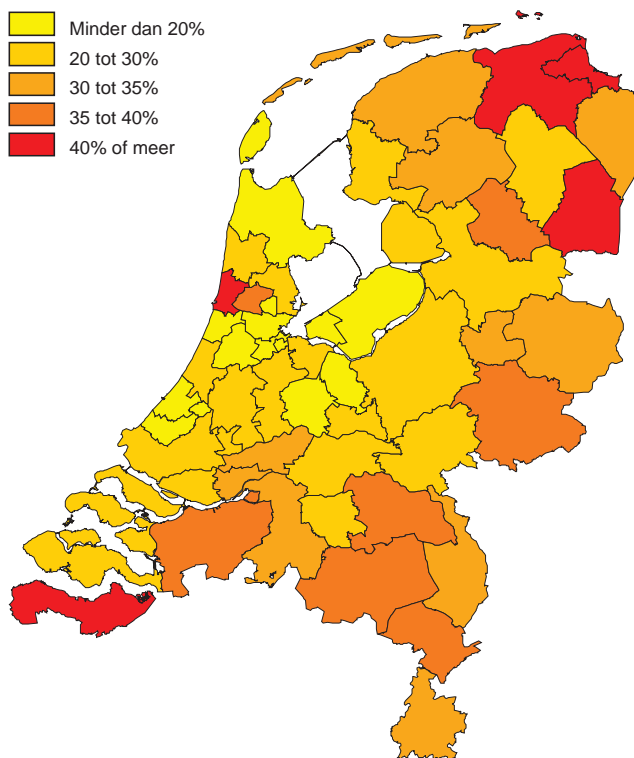 Minder dan 20%
20 tot 30%
30 tot 35%
35 tot 40%
40% of meer